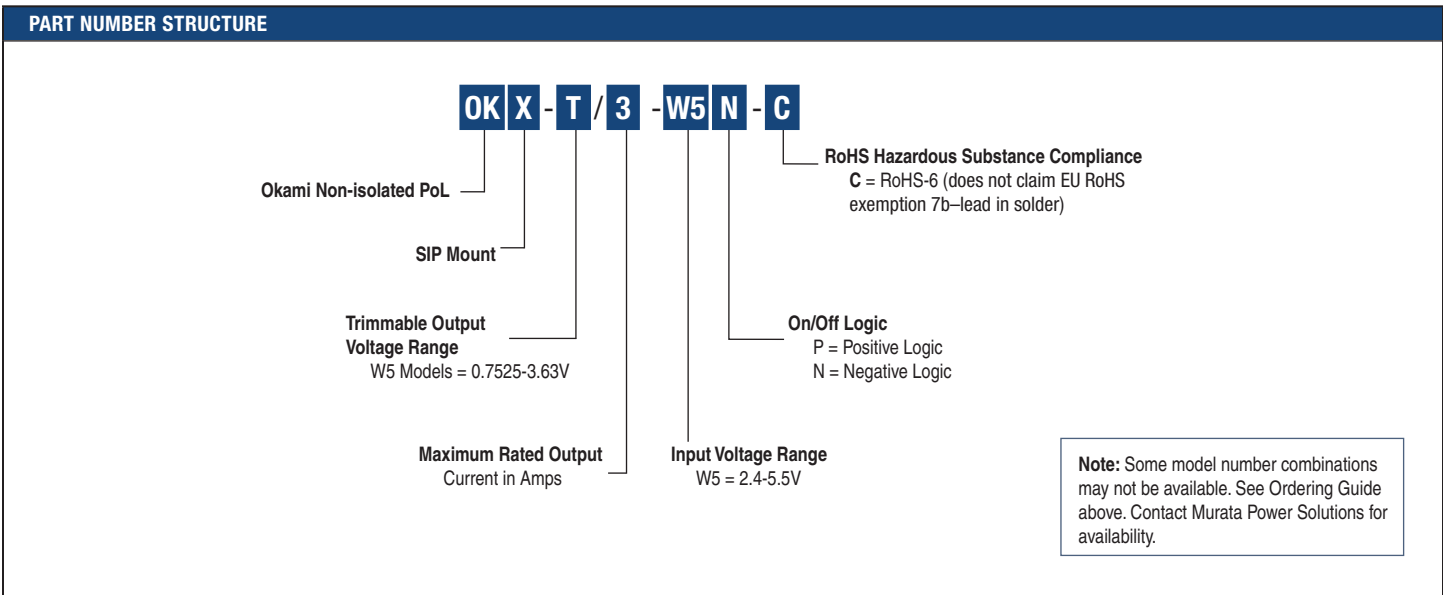 PART NUMBER STRUCTURE
OK X - T / 3 - W5 N - C
RoHS Hazardous Substance Compliance
C = RoHS-6 (does not claim EU RoHS
exemption 7b–lead in solder)
Okami Non-isolated PoL
SIP Mount
Trimmable Output
Voltage Range
W5 Models = 0.7525-3.63V
On/Off Logic
P = Positive Logic
N = Negative Logic
Maximum Rated Output
Current in Amps
Input Voltage Range
W5 = 2.4-5.5V
Note: Some model number combinations
may not be available. See Ordering Guide
above. Contact Murata Power Solutions for
availability.